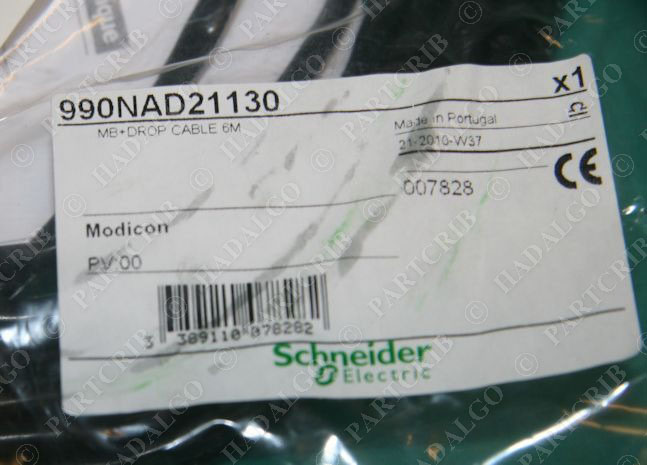 990NAD21130
x1
MB+DROP CABLE 6M
Made in Portugal
21-2010-W37
CE
007828
Modicon
PV:00
3 389110 078282
Schneider
Electric
© PARTCRIB
© HADALGO